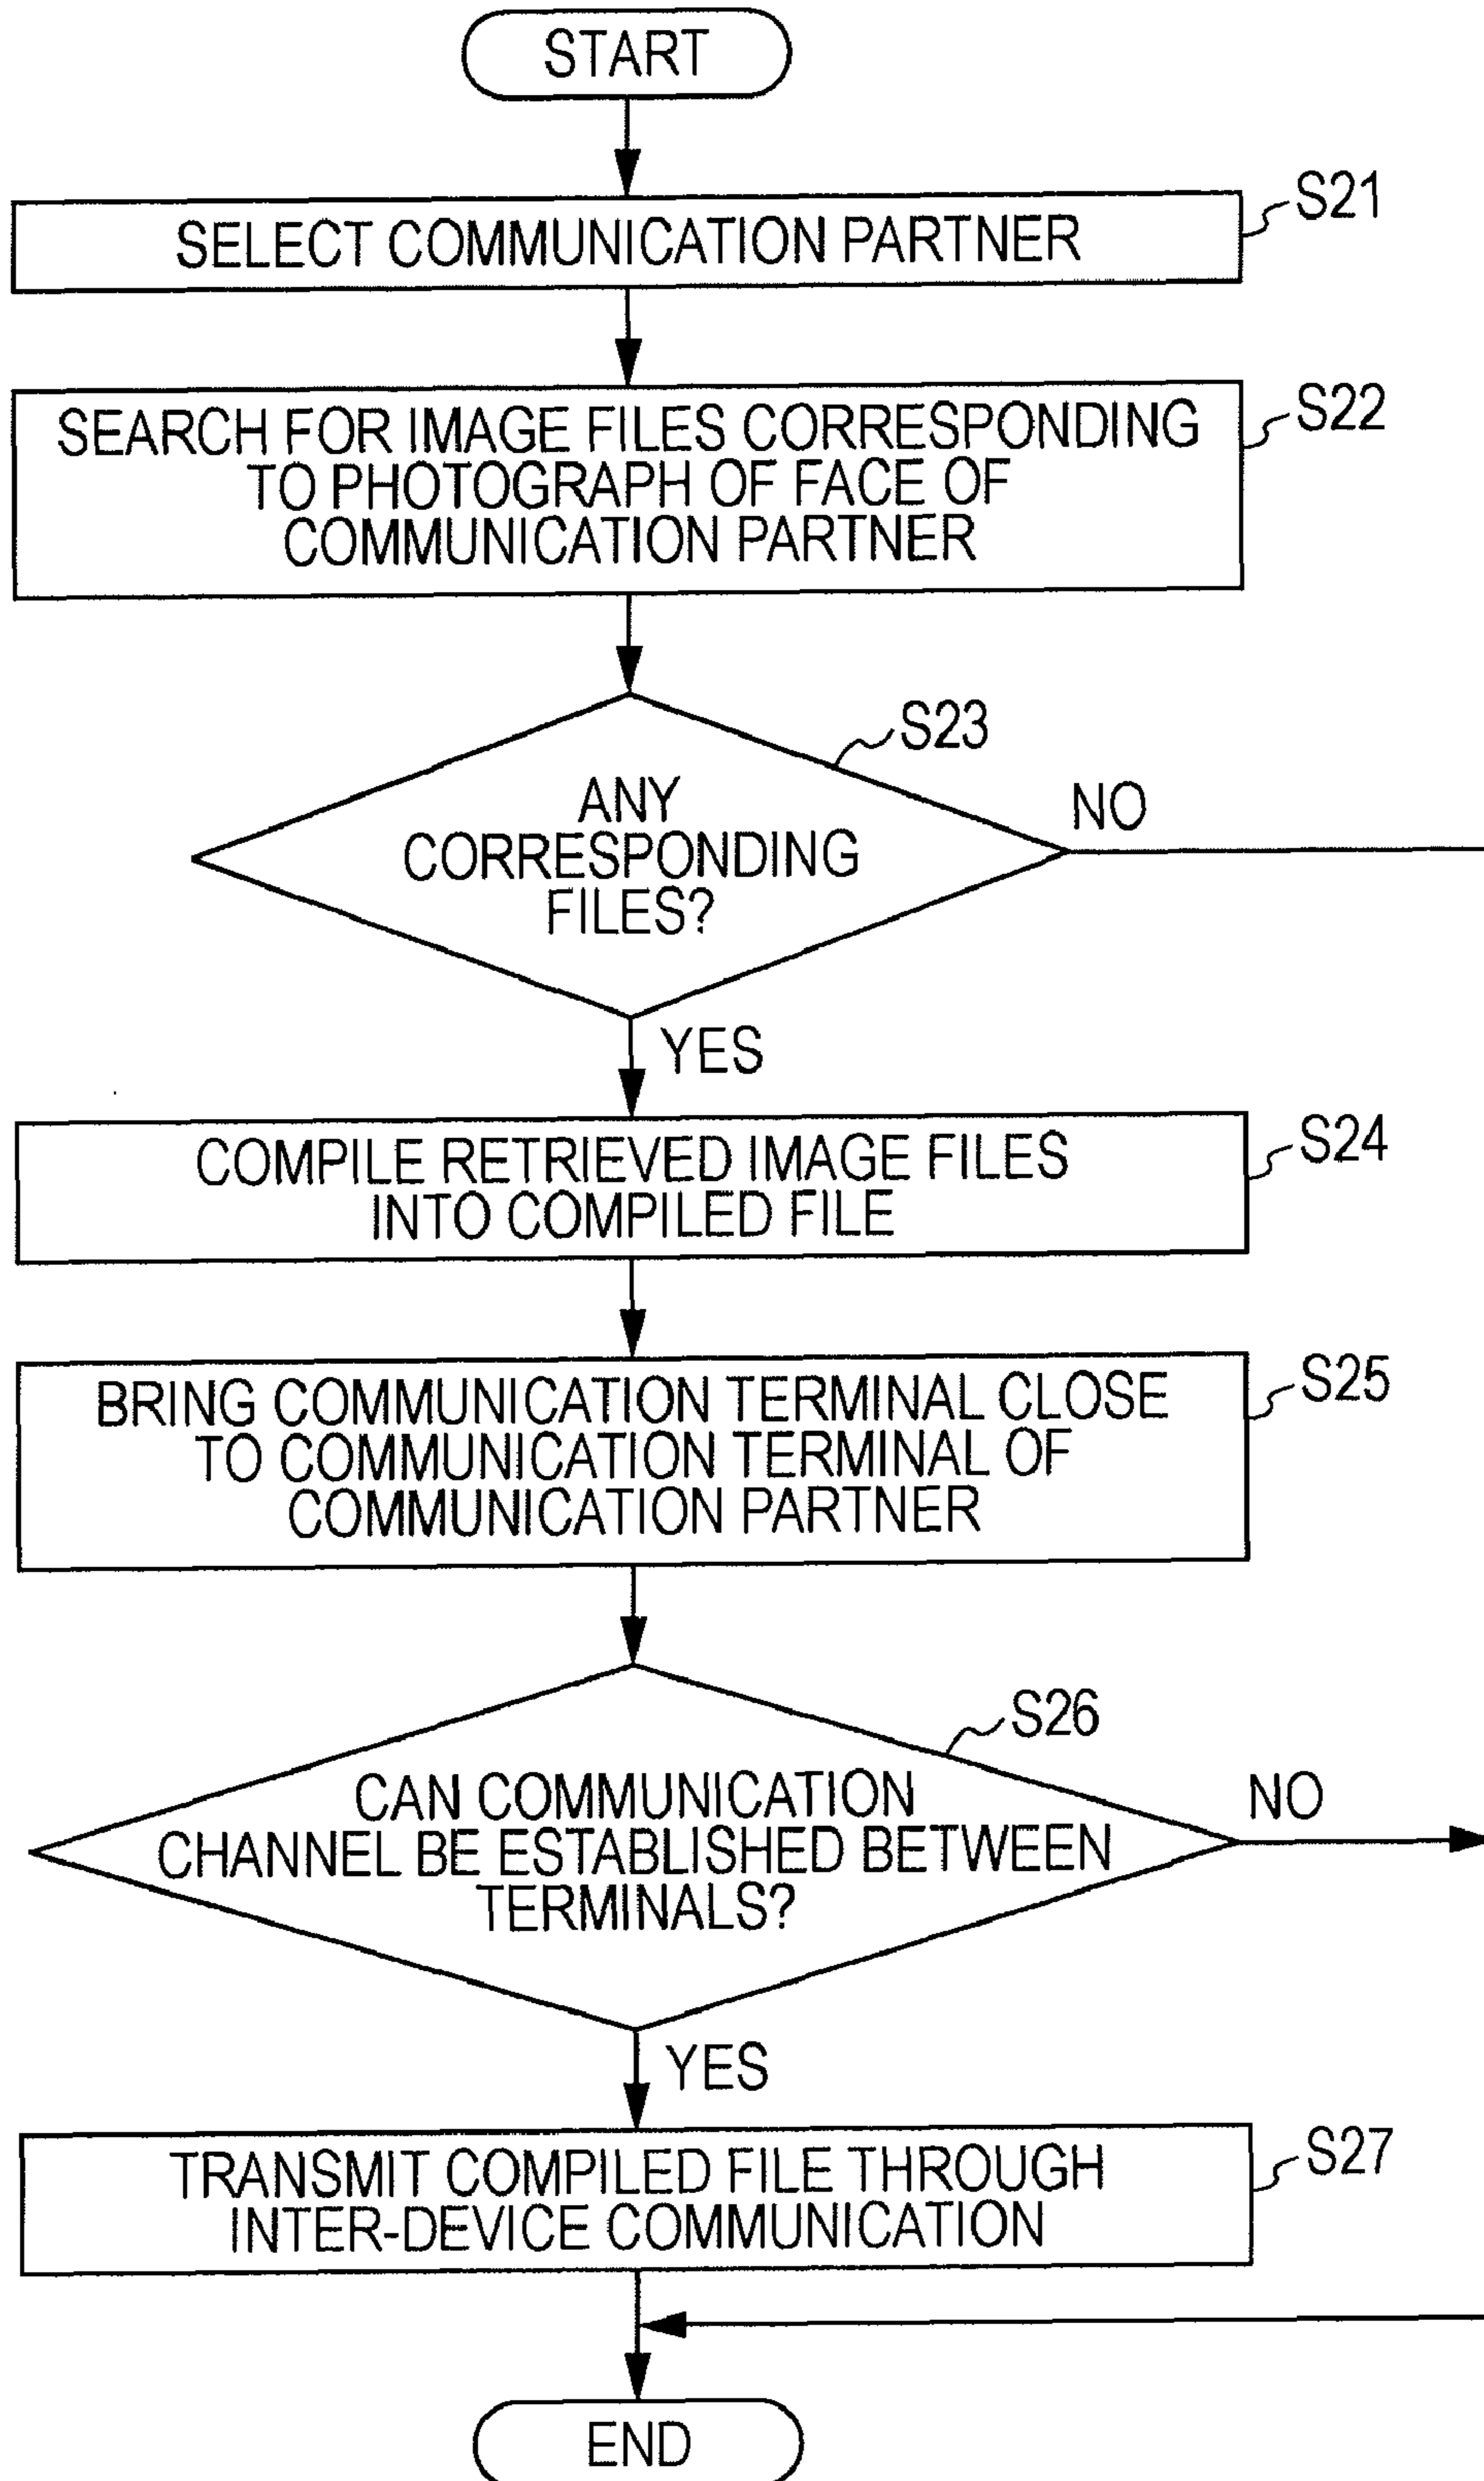 START
S21
SELECT COMMUNICATION PARTNER
S22
SEARCH FOR IMAGE FILES CORRESPONDING
TO PHOTOGRAPH OF FACE OF
COMMUNICATION PARTNER
S23
ANY
CORRESPONDING
FILES?
NO
YES
S24
COMPILE RETRIEVED IMAGE FILES
INTO COMPILED FILE
S25
BRING COMMUNICATION TERMINAL CLOSE
TO COMMUNICATION TERMINAL OF
COMMUNICATION PARTNER
S26
CAN COMMUNICATION
CHANNEL BE ESTABLISHED BETWEEN
TERMINALS?
NO
YES
S27
TRANSMIT COMPILED FILE THROUGH
INTER-DEVICE COMMUNICATION
END